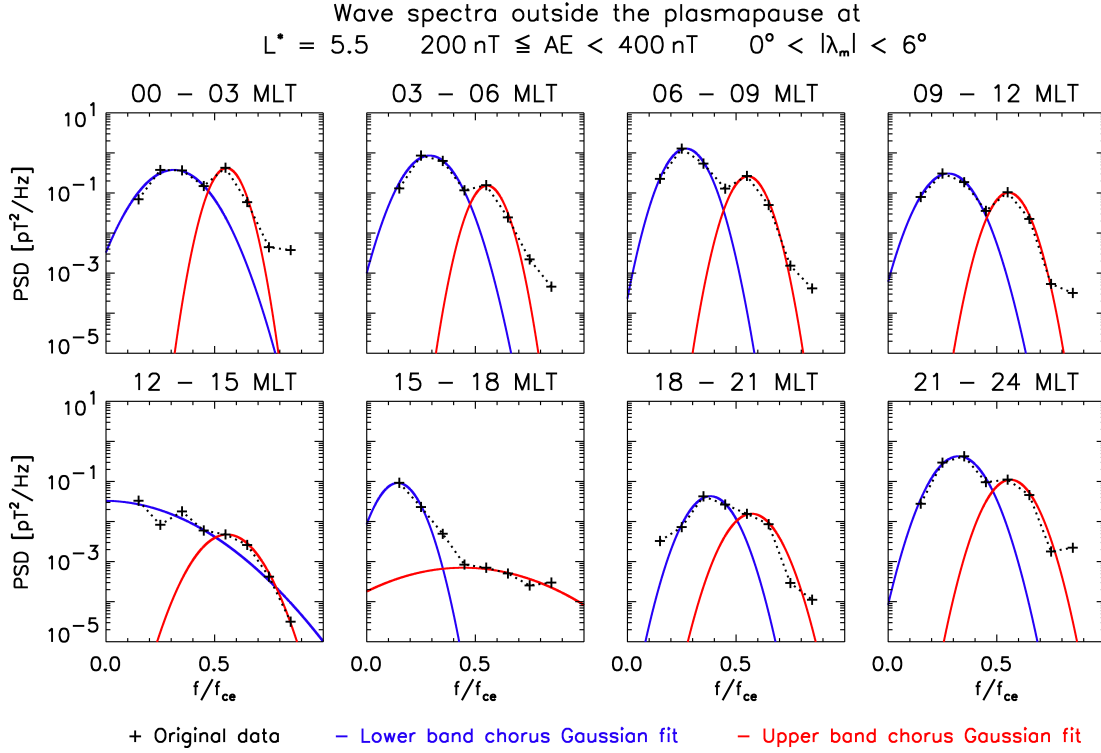 Wave spectra outside the plasmapause at
L* = 5.5 200 nT ≦ AE < 400 nT 0° < |λm| < 6°
00 – 03 MLT 03 – 06 MLT 06 – 09 MLT 09 – 12 MLT
10^1
10^-1
10^-3
10^-5
PSD [pT²/Hz]
12 – 15 MLT 15 – 18 MLT 18 – 21 MLT 21 – 24 MLT
10^1
10^-1
10^-3
10^-5
PSD [pT²/Hz]
0.0 0.5 0.0 0.5 0.0 0.5 0.0 0.5
f/fce f/fce f/fce f/fce
+ Original data – Lower band chorus Gaussian fit – Upper band chorus Gaussian fit